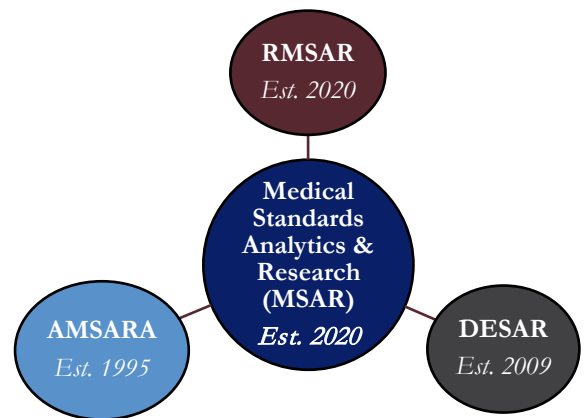 RMSAR
Est. 2020
Medical
Standards
Analytics &
Research
(MSAR)
Est. 2020
AMSARA
Est. 1995
DESAR
Est. 2009